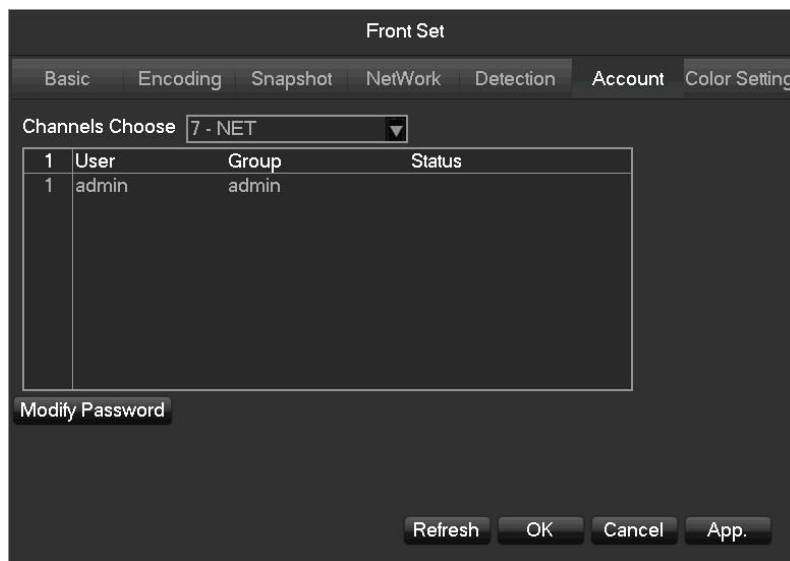 Front Set
Basic Encoding Snapshot NetWork Detection Account Color Setting
Channels Choose 7 - NET
1 User Group Status
1 admin admin
Modify Password
Refresh OK Cancel App.